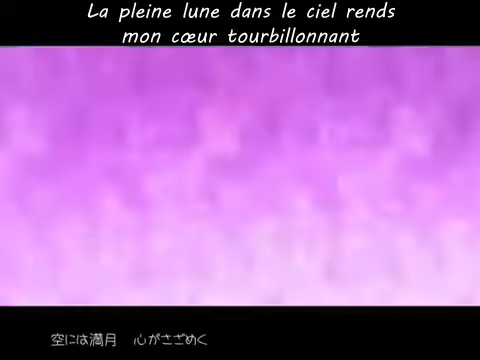 La pleine lune dans le ciel rends
mon cœur tourbillonnant
空には満月　心がさざめく